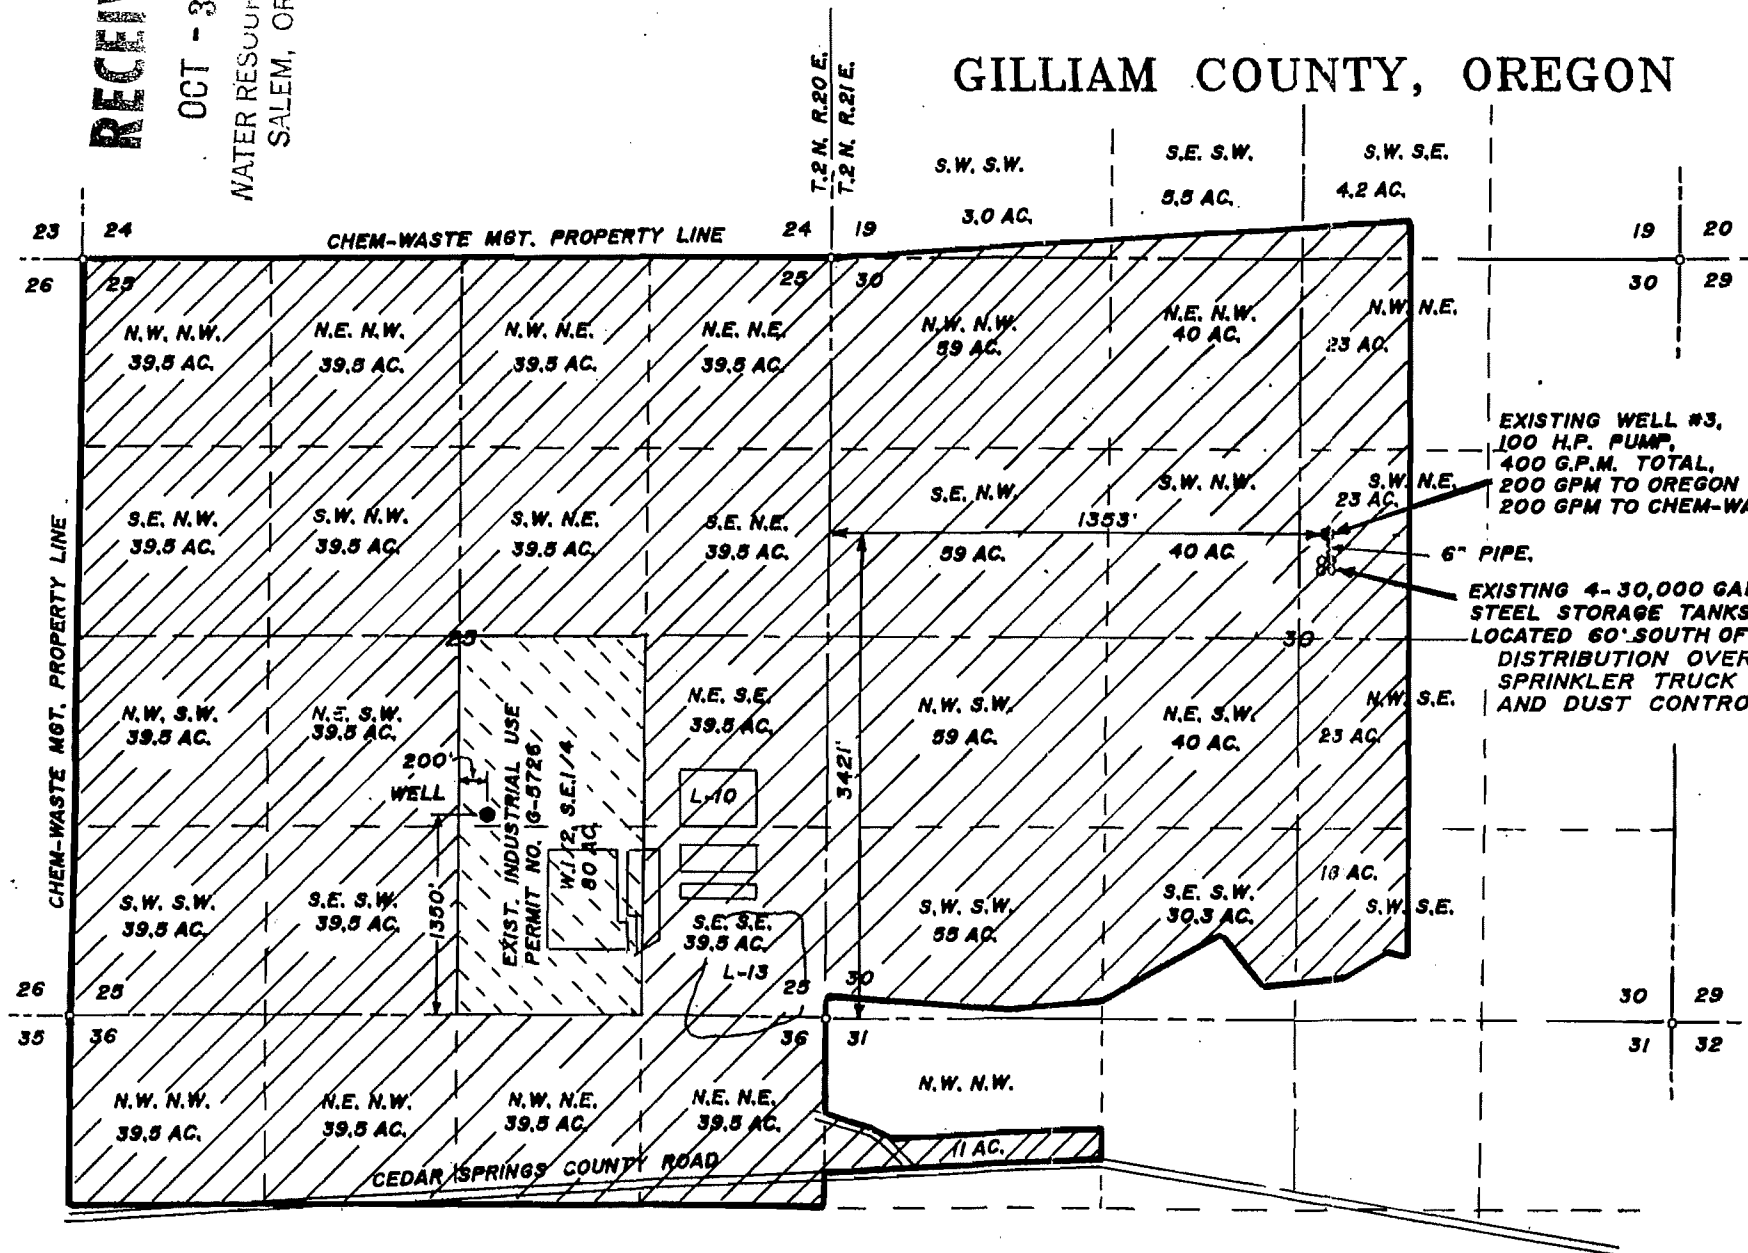 OCT - 3
SALEM, OR
GILLIAM COUNTY, OREGON
T.2 N. R.20 E.
T.2 N. R.21 E.
S.W. S.W.
3.0 AC.
S.E. S.W.
5.5 AC.
S.W. S.E.
4.2 AC.
23
24
CHEM-WASTE MGT. PROPERTY LINE
24
19
19
20
26
25
25
30
30
29
N.W. N.W.
39.5 AC.
N.E. N.W.
39.5 AC.
N.W. N.E.
39.5 AC.
N.E. N.E.
39.5 AC.
N.W. N.W.
59 AC.
N.E. N.W.
40 AC.
N.W. N.E.
23 AC.
EXISTING WELL #3,
100 H.P. PUMP,
400 G.P.M. TOTAL,
200 GPM TO OREGON
200 GPM TO CHEM-WA
S.E. N.W.
39.5 AC.
S.W. N.W.
39.5 AC.
S.W. N.E.
39.5 AC.
S.E. N.E.
39.5 AC.
S.E. N.W.
59 AC.
S.W. N.W.
40 AC.
S.W. N.E.
23 AC.
1353'
6" PIPE.
EXISTING 4-30,000 GAL
STEEL STORAGE TANKS
LOCATED 60' SOUTH OF
DISTRIBUTION OVER
SPRINKLER TRUCK
AND DUST CONTRO
CHEM-WASTE MGT. PROPERTY LINE
25
30
N.W. S.W.
39.5 AC.
N.E. S.W.
39.5 AC.
200'
WELL
1350'
EXIST. INDUSTRIAL USE
PERMIT NO. G-5726
W.1/2, S.E.1/4
80 AC.
N.E. S.E.
39.5 AC.
L-10
3421'
N.W. S.W.
59 AC.
N.E. S.W.
40 AC.
N.W. S.E.
23 AC.
S.W. S.W.
39.5 AC.
S.E. S.W.
39.5 AC.
S.E. S.E.
39.5 AC.
L-13
S.W. S.W.
55 AC.
S.E. S.W.
30.3 AC.
S.W. S.E.
26
25
25
30
30
29
35
36
36
31
31
32
N.W. N.W.
39.5 AC.
N.E. N.W.
39.5 AC.
N.W. N.E.
39.5 AC.
N.E. N.E.
39.5 AC.
N.W. N.W.
11 AC.
CEDAR SPRINGS COUNTY ROAD